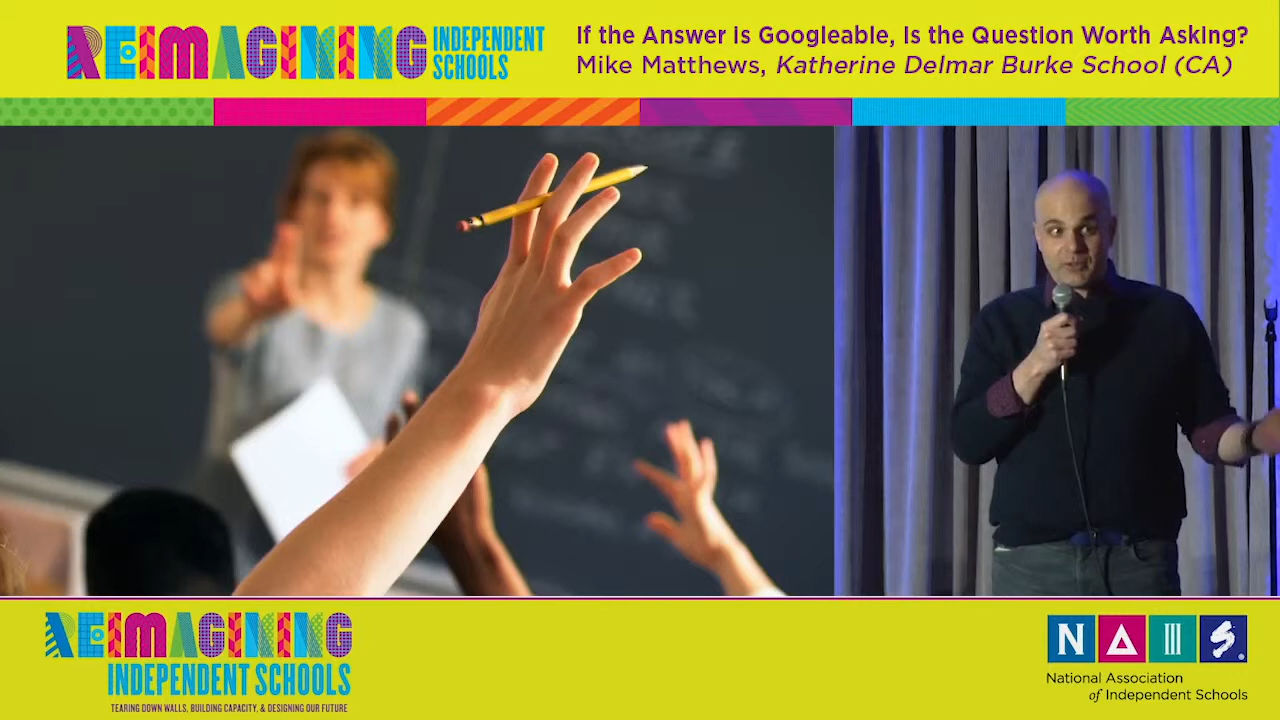 REIMAGINING INDEPENDENT SCHOOLS
If the Answer is Googleable, Is the Question Worth Asking?
Mike Matthews, Katherine Delmar Burke School (CA)
REIMAGINING
INDEPENDENT SCHOOLS
TEARING DOWN WALLS, BUILDING CAPACITY, & DESIGNING OUR FUTURE
NAIS®
National Association
of Independent Schools